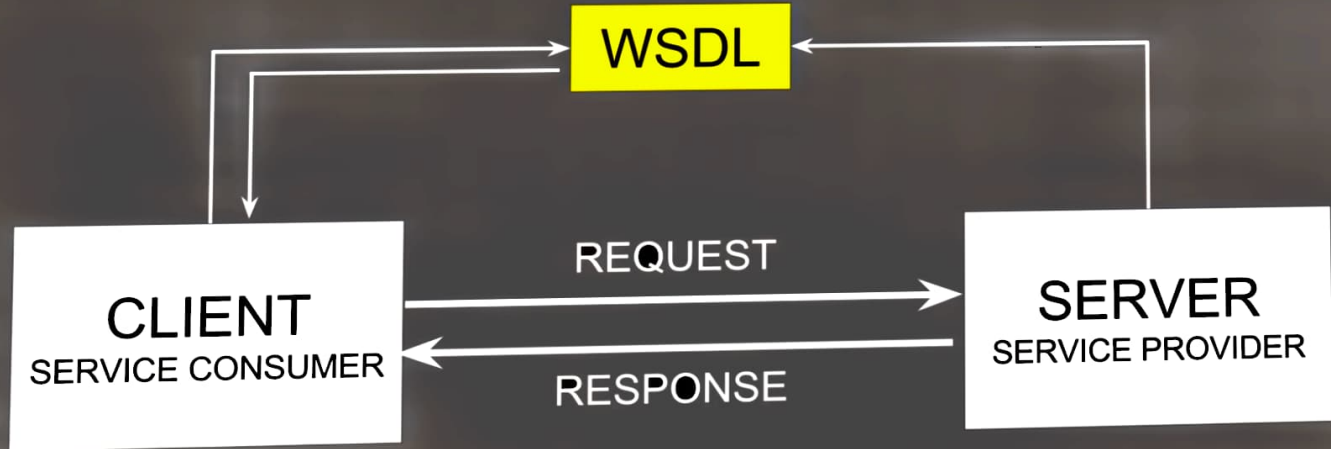 WSDL
REQUEST
CLIENT
SERVICE CONSUMER
SERVER
SERVICE PROVIDER
RESPONSE